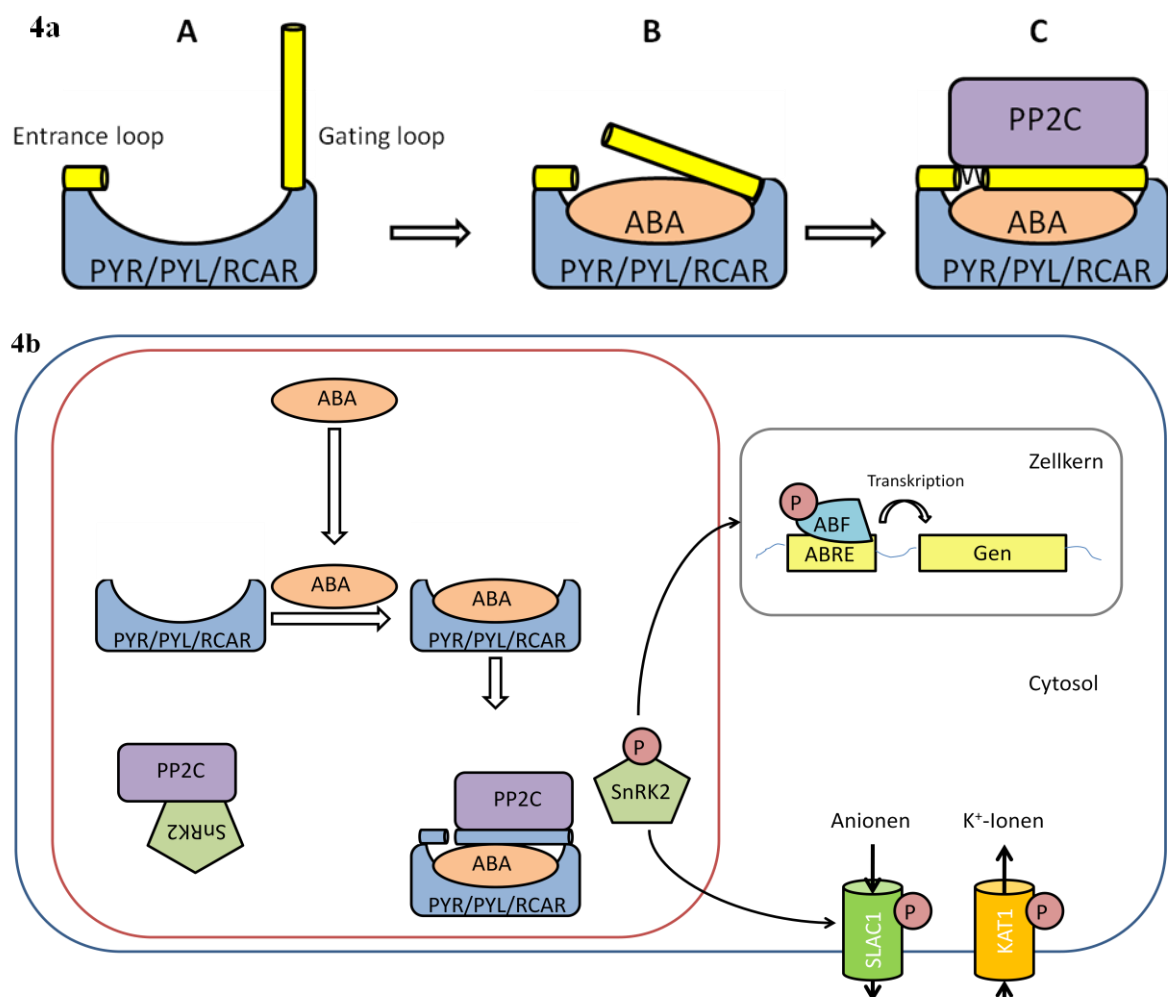 4a
A
B
C
Entrance loop
Gating loop
PP2C
ABA
ABA
PYR/PYL/RCAR
PYR/PYL/RCAR
PYR/PYL/RCAR
4b
ABA
Zellkern
Transkription
P
ABF
ABRE
Gen
ABA
ABA
PYR/PYL/RCAR
PYR/PYL/RCAR
Cytosol
PP2C
SnRK2
PP2C
ABA
PYR/PYL/RCAR
P
SnRK2
Anionen
K⁺-Ionen
SLAC1
P
KAT1
P